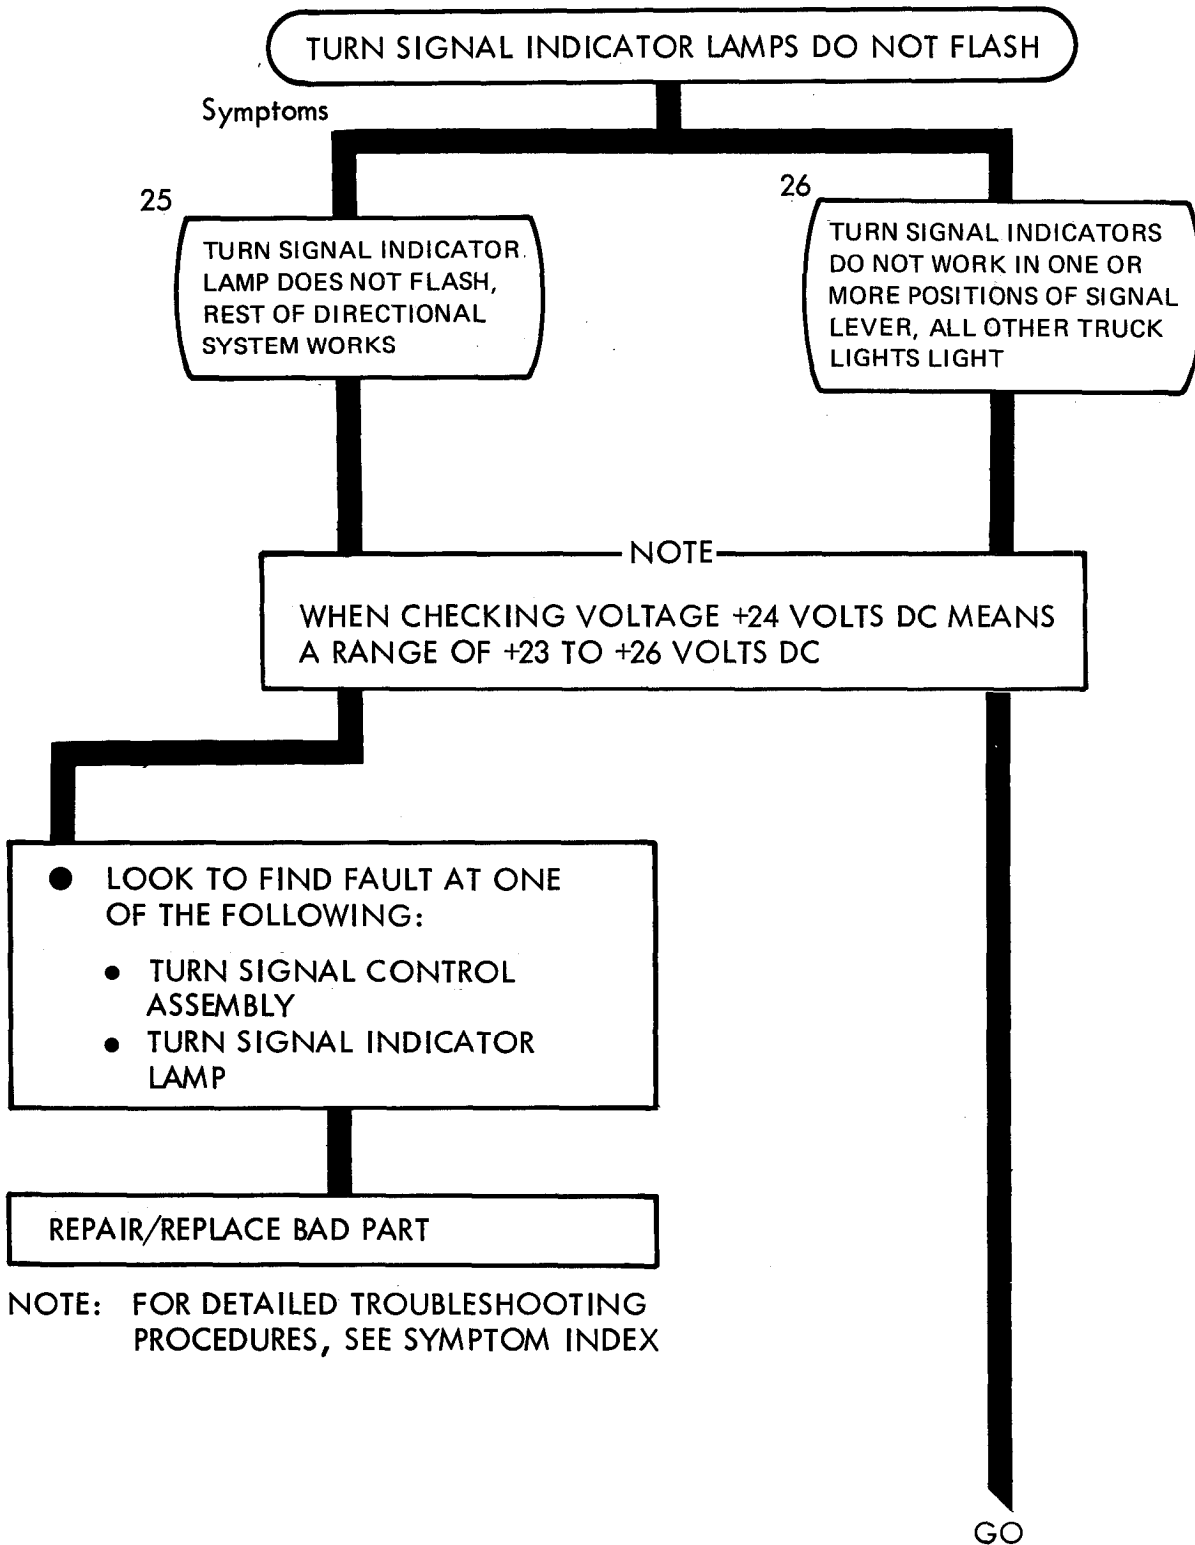 TURN SIGNAL INDICATOR LAMPS DO NOT FLASH
Symptoms
25
TURN SIGNAL INDICATOR
LAMP DOES NOT FLASH,
REST OF DIRECTIONAL
SYSTEM WORKS
26
TURN SIGNAL INDICATORS
DO NOT WORK IN ONE OR
MORE POSITIONS OF SIGNAL
LEVER, ALL OTHER TRUCK
LIGHTS LIGHT
NOTE
WHEN CHECKING VOLTAGE +24 VOLTS DC MEANS
A RANGE OF +23 TO +26 VOLTS DC
● LOOK TO FIND FAULT AT ONE
OF THE FOLLOWING:
● TURN SIGNAL CONTROL
ASSEMBLY
● TURN SIGNAL INDICATOR
LAMP
REPAIR/REPLACE BAD PART
NOTE: FOR DETAILED TROUBLESHOOTING
PROCEDURES, SEE SYMPTOM INDEX
GO